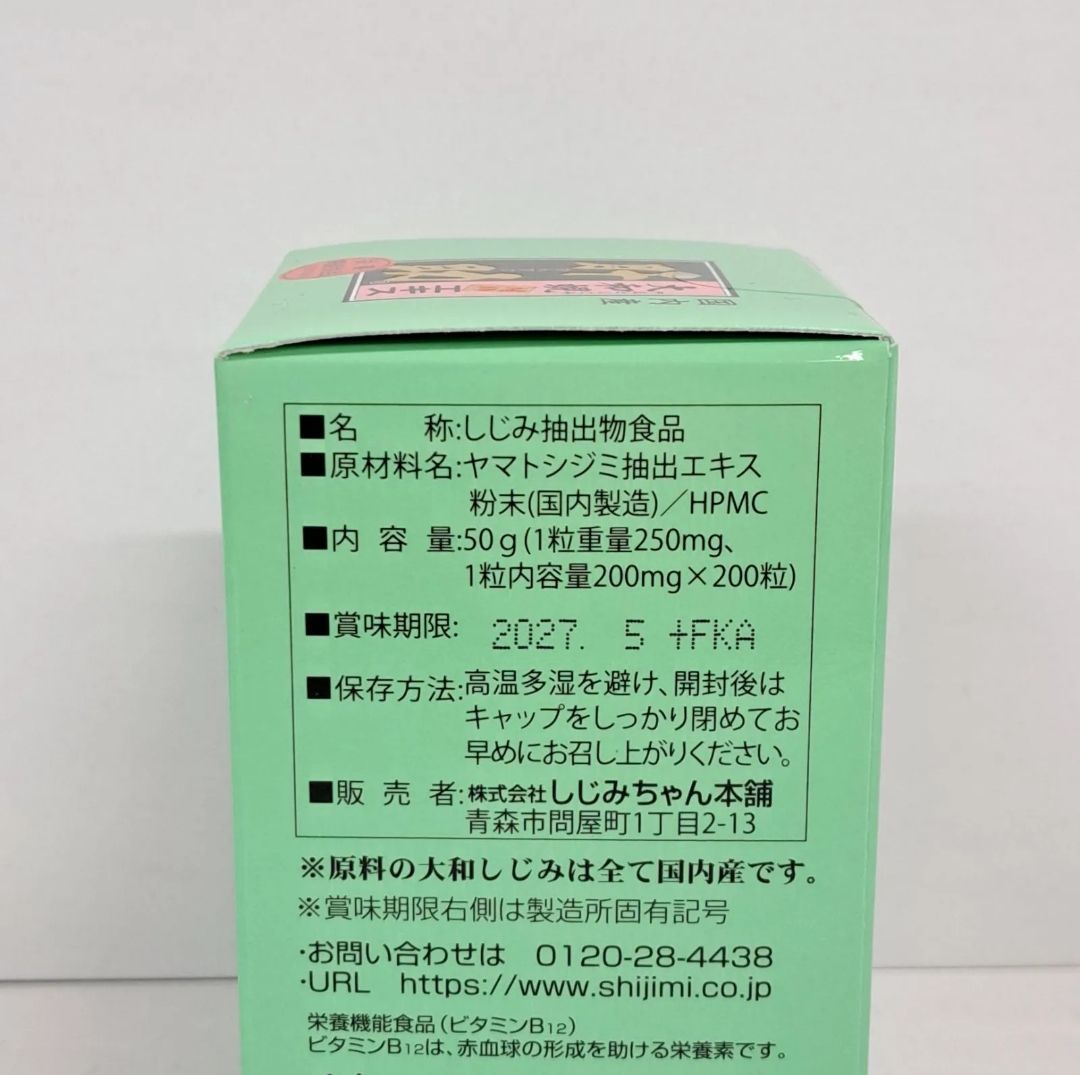 国内産
エキス
■名 称:しじみ抽出物食品
■原材料名:ヤマトシジミ抽出エキス
粉末(国内製造)／HPMC
■内 容 量:50g(1粒重量250mg、
1粒内容量200mg×200粒)
■賞味期限: 2027. 5 +FKA
■保存方法:高温多湿を避け、開封後は
キャップをしっかり閉めてお
早めにお召し上がりください。
■販 売 者:株式会社しじみちゃん本舗
青森市問屋町1丁目2-13
※原料の大和しじみは全て国内産です。
※賞味期限右側は製造所固有記号
・お問い合わせは 0120-28-4438
・URL https://www.shijimi.co.jp
栄養機能食品(ビタミンB12)
ビタミンB12は、赤血球の形成を助ける栄養素です。